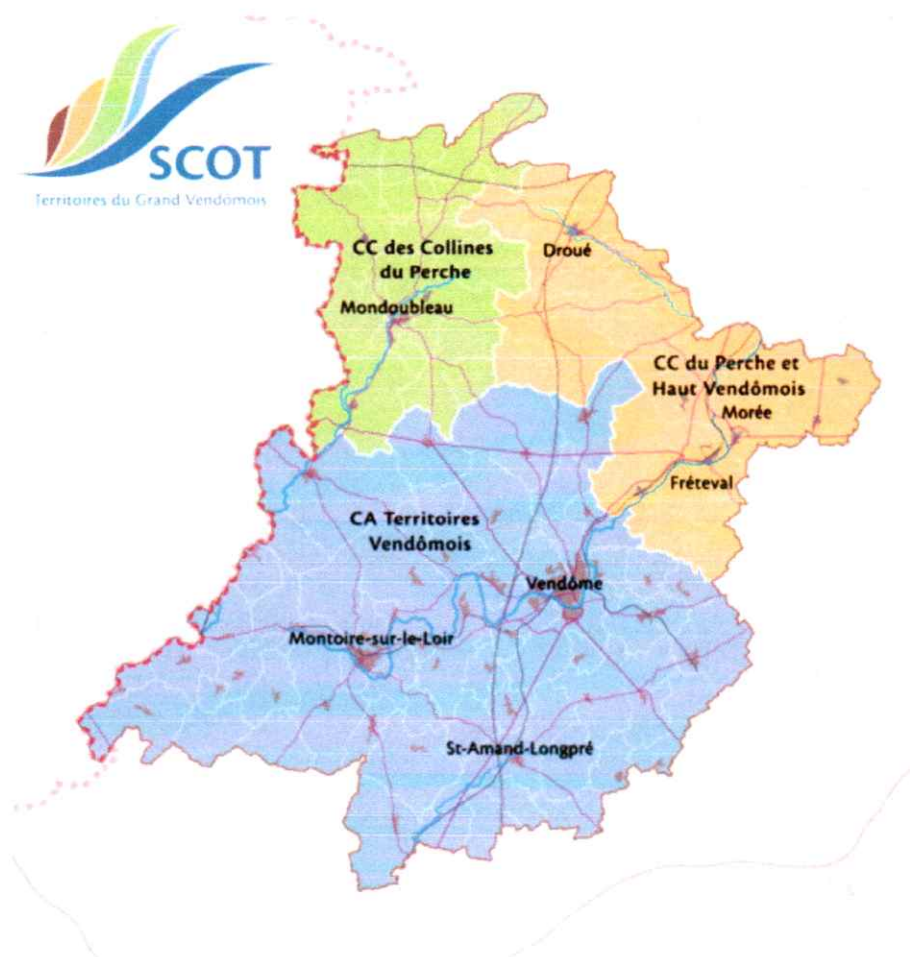 SCOT
Territoires du Grand Vendômois
CC des Collines
du Perche
Mondoubleau
Droué
CC du Perche et
Haut Vendômois
Morée
Fréteval
CA Territoires
Vendômois
Vendôme
Montoire-sur-le-Loir
St-Amand-Longpré